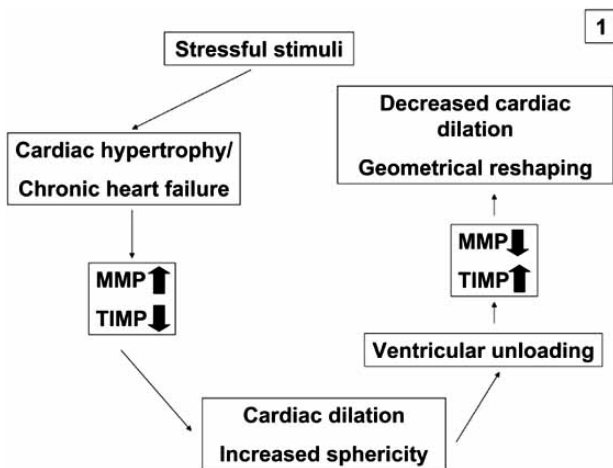 1
Stressful stimuli
Cardiac hypertrophy/
Chronic heart failure
MMP
TIMP
Cardiac dilation
Increased sphericity
Ventricular unloading
MMP
TIMP
Decreased cardiac
dilation
Geometrical reshaping